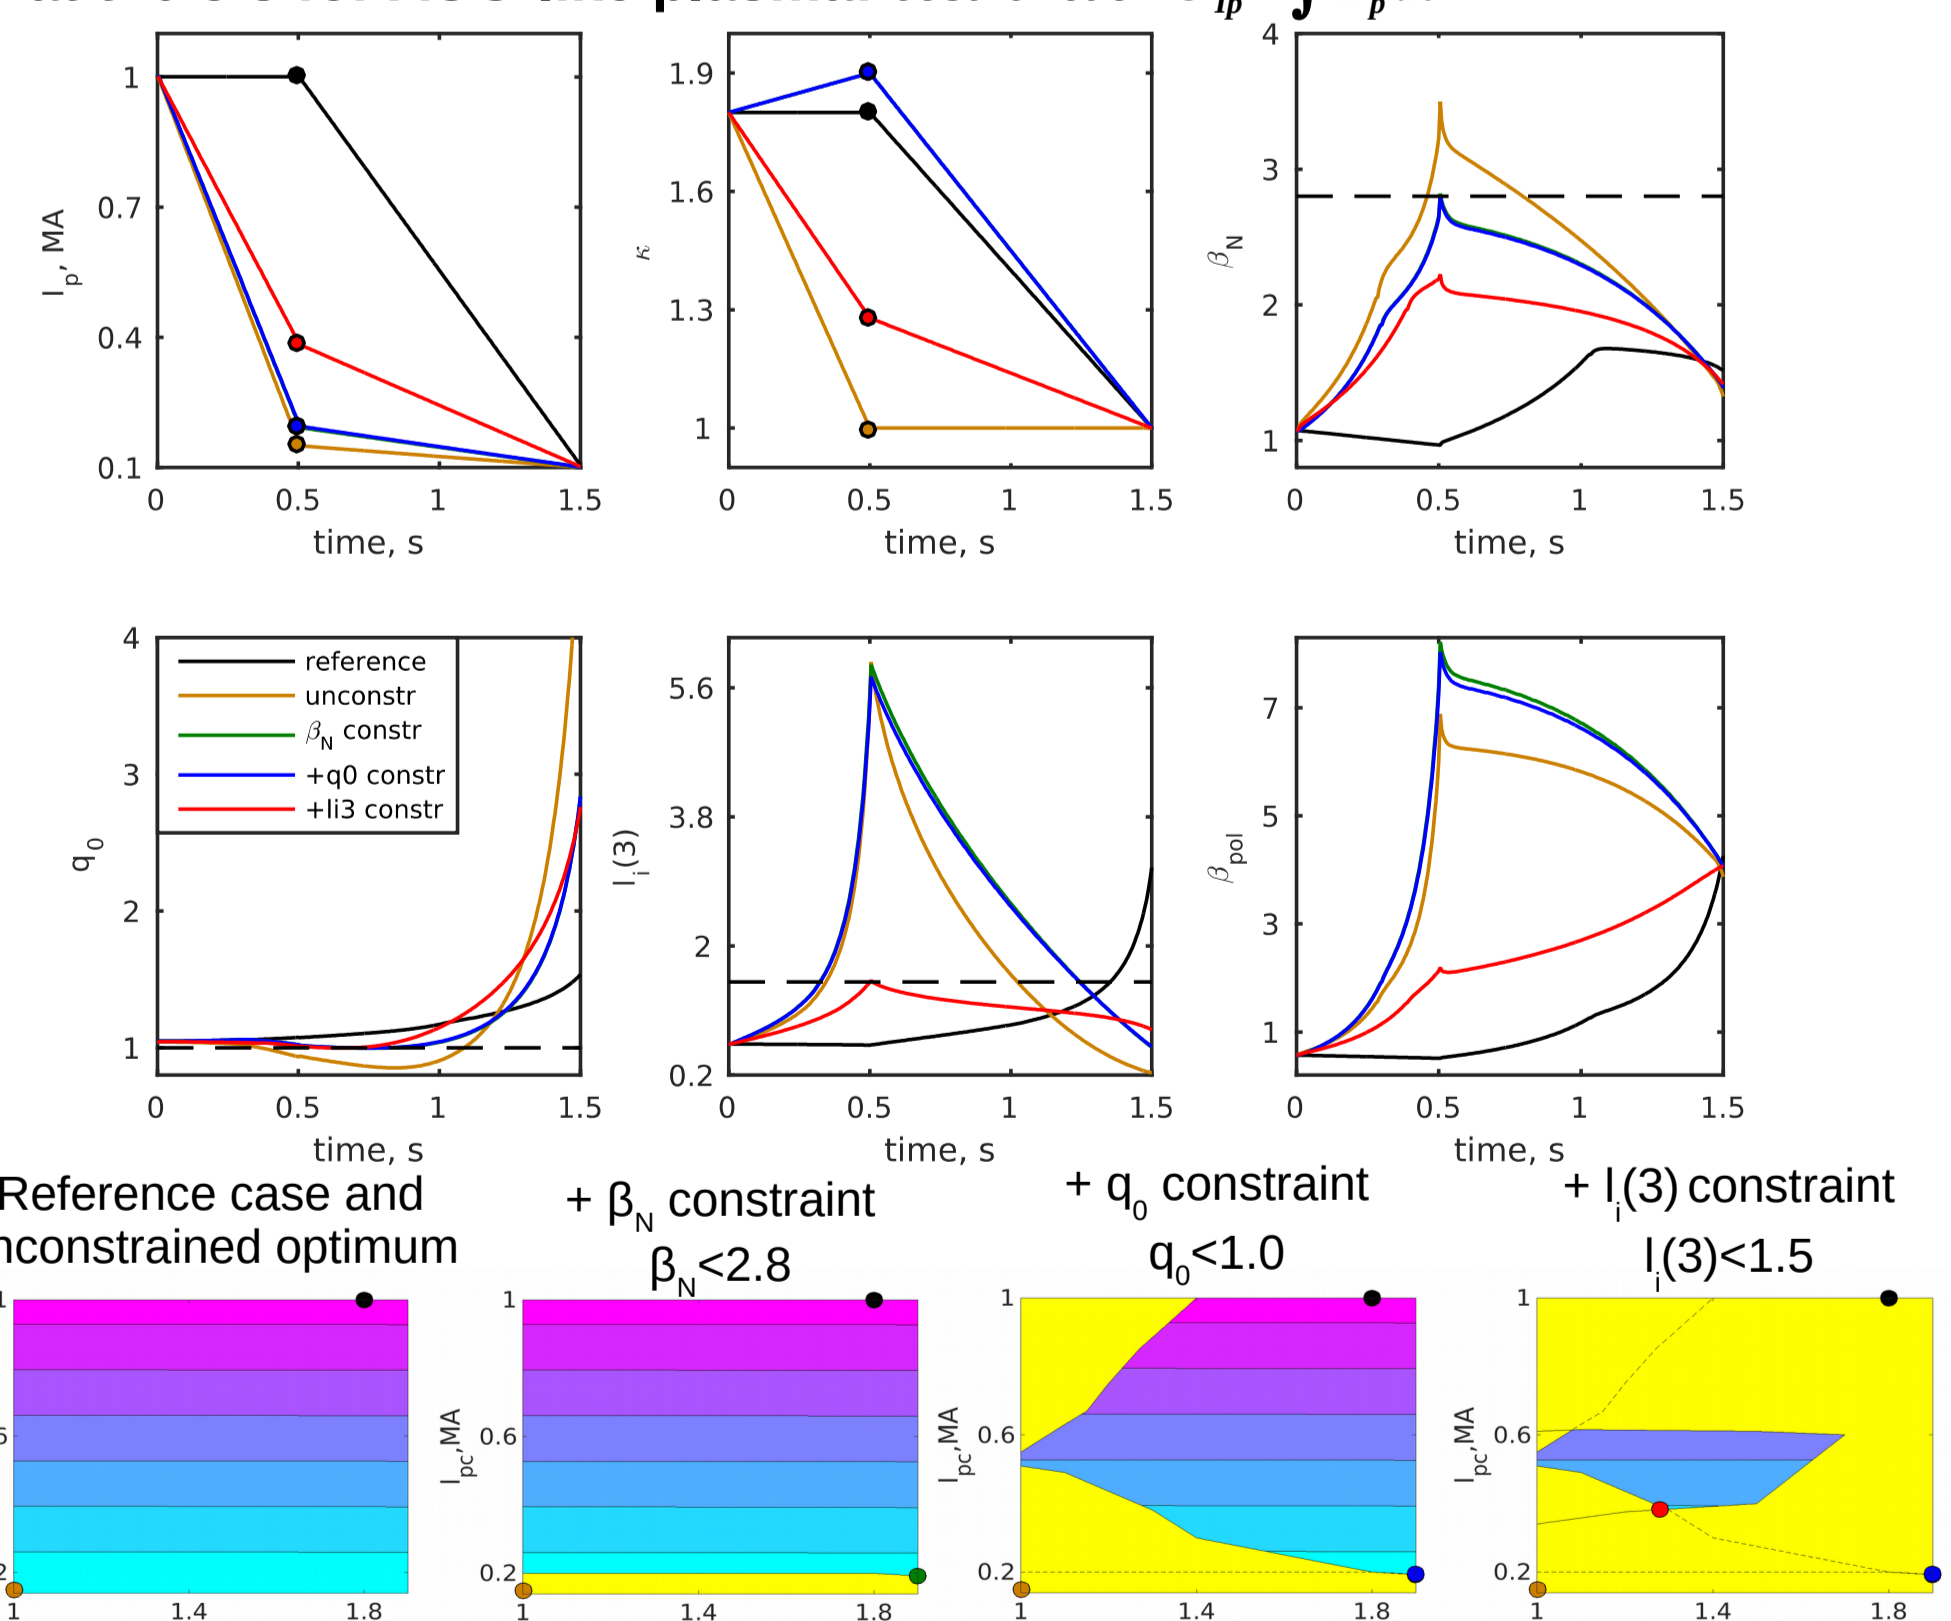 1
0.7
0.4
0.1
I_p, MA
0
0.5
1
1.5
time, s
1.9
1.6
1.3
1
κ
0
0.5
1
1.5
time, s
4
3
2
1
β_N
0
0.5
1
1.5
time, s
4
3
2
1
q_0
reference
unconstr
β_N constr
+q0 constr
+li3 constr
0
0.5
1
1.5
time, s
5.6
3.8
2
0.2
l_i(3)
0
0.5
1
1.5
time, s
7
5
3
1
β_pol
0
0.5
1
1.5
time, s
Reference case and
nconstrained optimum
+ β_N constraint
β_N<2.8
+ q_0 constraint
q_0<1.0
+ l_i(3) constraint
l_i(3)<1.5
1
1.4
1.8
1
0.6
0.2
I_pc,MA
1
1.4
1.8
1
0.6
0.2
I_pc,MA
1
1.4
1.8
1
0.6
0.2
I_pc,MA
1
1.4
1.8